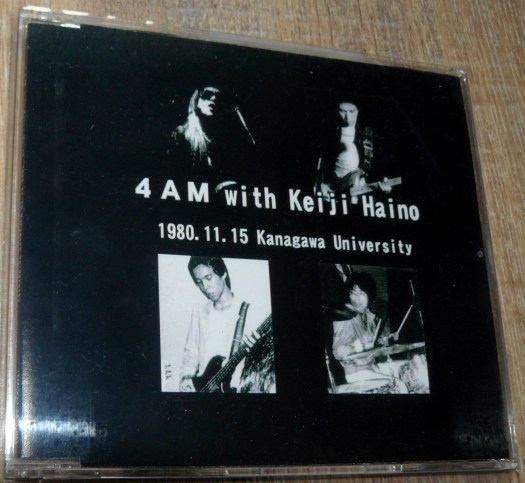 4 AM with Keiji Haino
1980.11.15 Kanagawa University